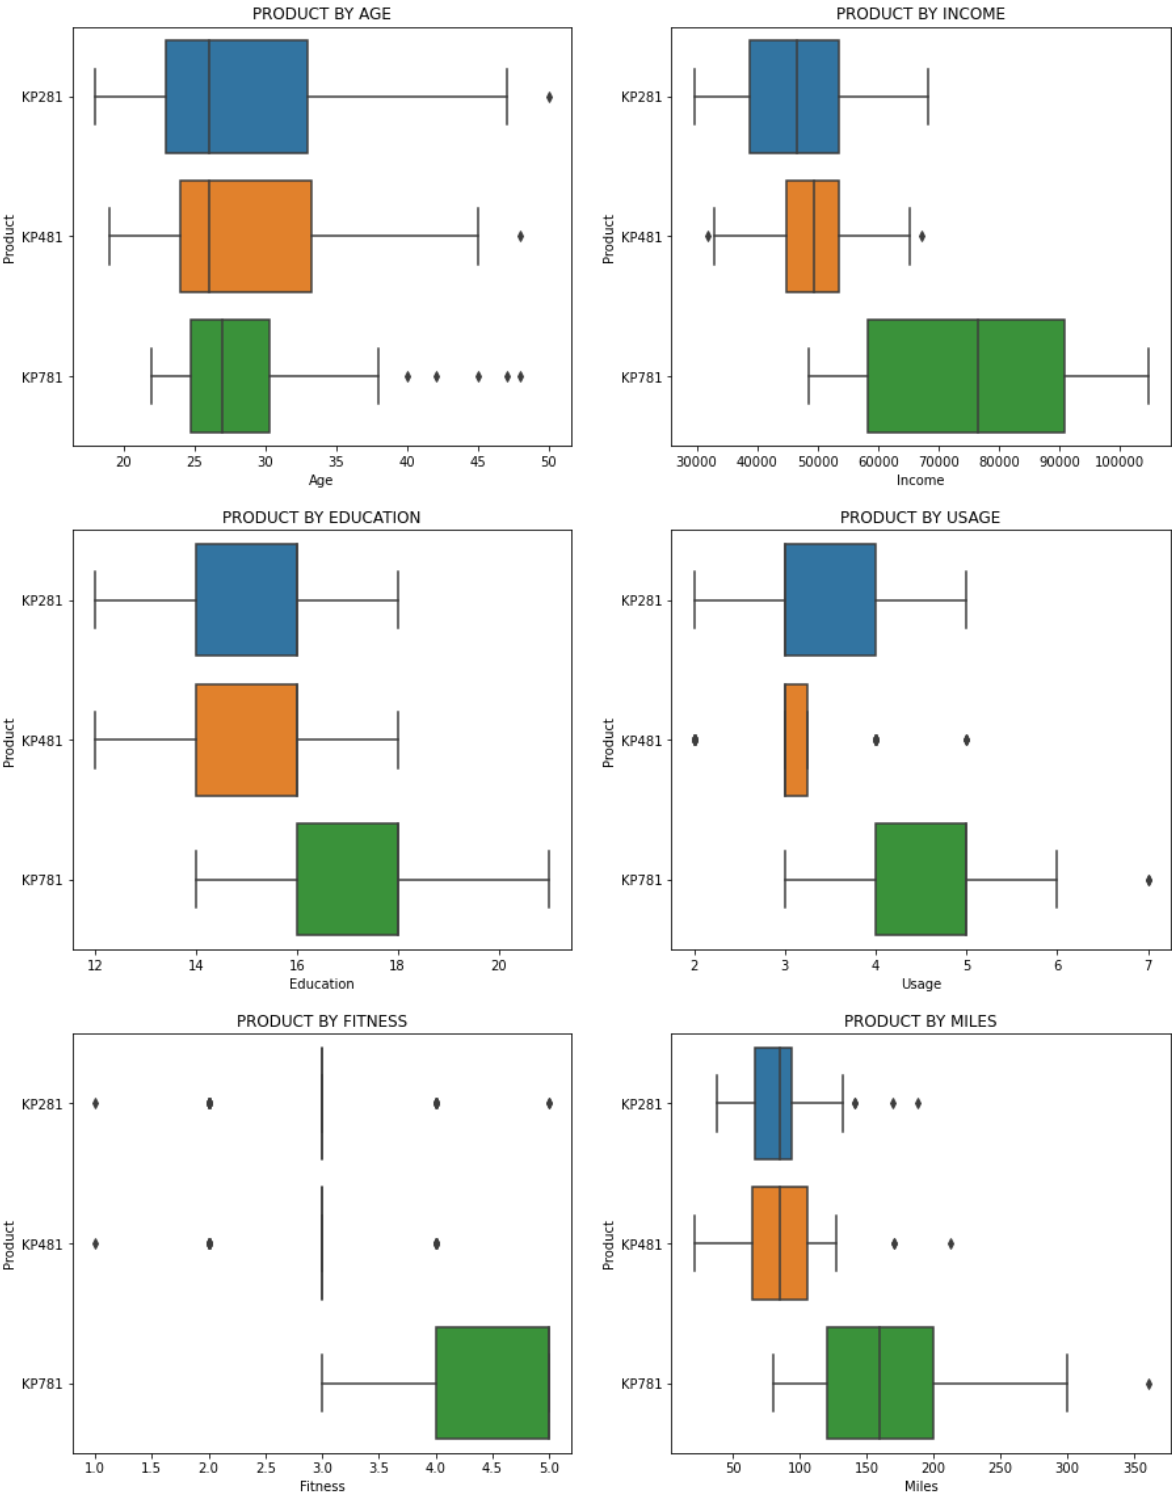 PRODUCT BY AGE
KP281
KP481
KP781
Product
20 25 30 35 40 45 50
Age
PRODUCT BY INCOME
KP281
KP481
KP781
Product
30000 40000 50000 60000 70000 80000 90000 100000
Income
PRODUCT BY EDUCATION
KP281
KP481
KP781
Product
12 14 16 18 20
Education
PRODUCT BY USAGE
KP281
KP481
KP781
Product
2 3 4 5 6 7
Usage
PRODUCT BY FITNESS
KP281
KP481
KP781
Product
1.0 1.5 2.0 2.5 3.0 3.5 4.0 4.5 5.0
Fitness
PRODUCT BY MILES
KP281
KP481
KP781
Product
50 100 150 200 250 300 350
Miles